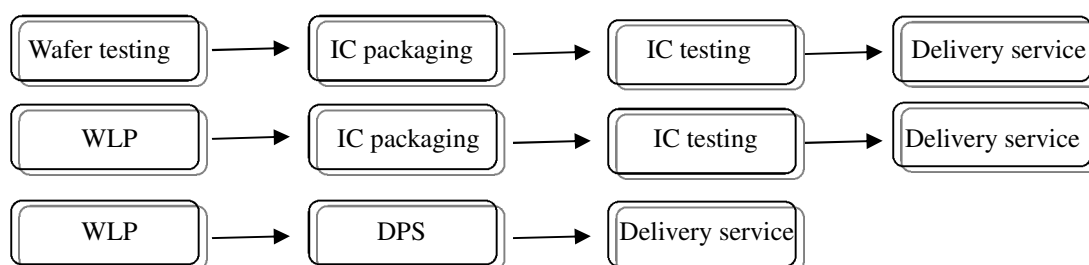 Wafer testing IC packaging IC testing Delivery service
WLP IC packaging IC testing Delivery service
WLP DPS Delivery service